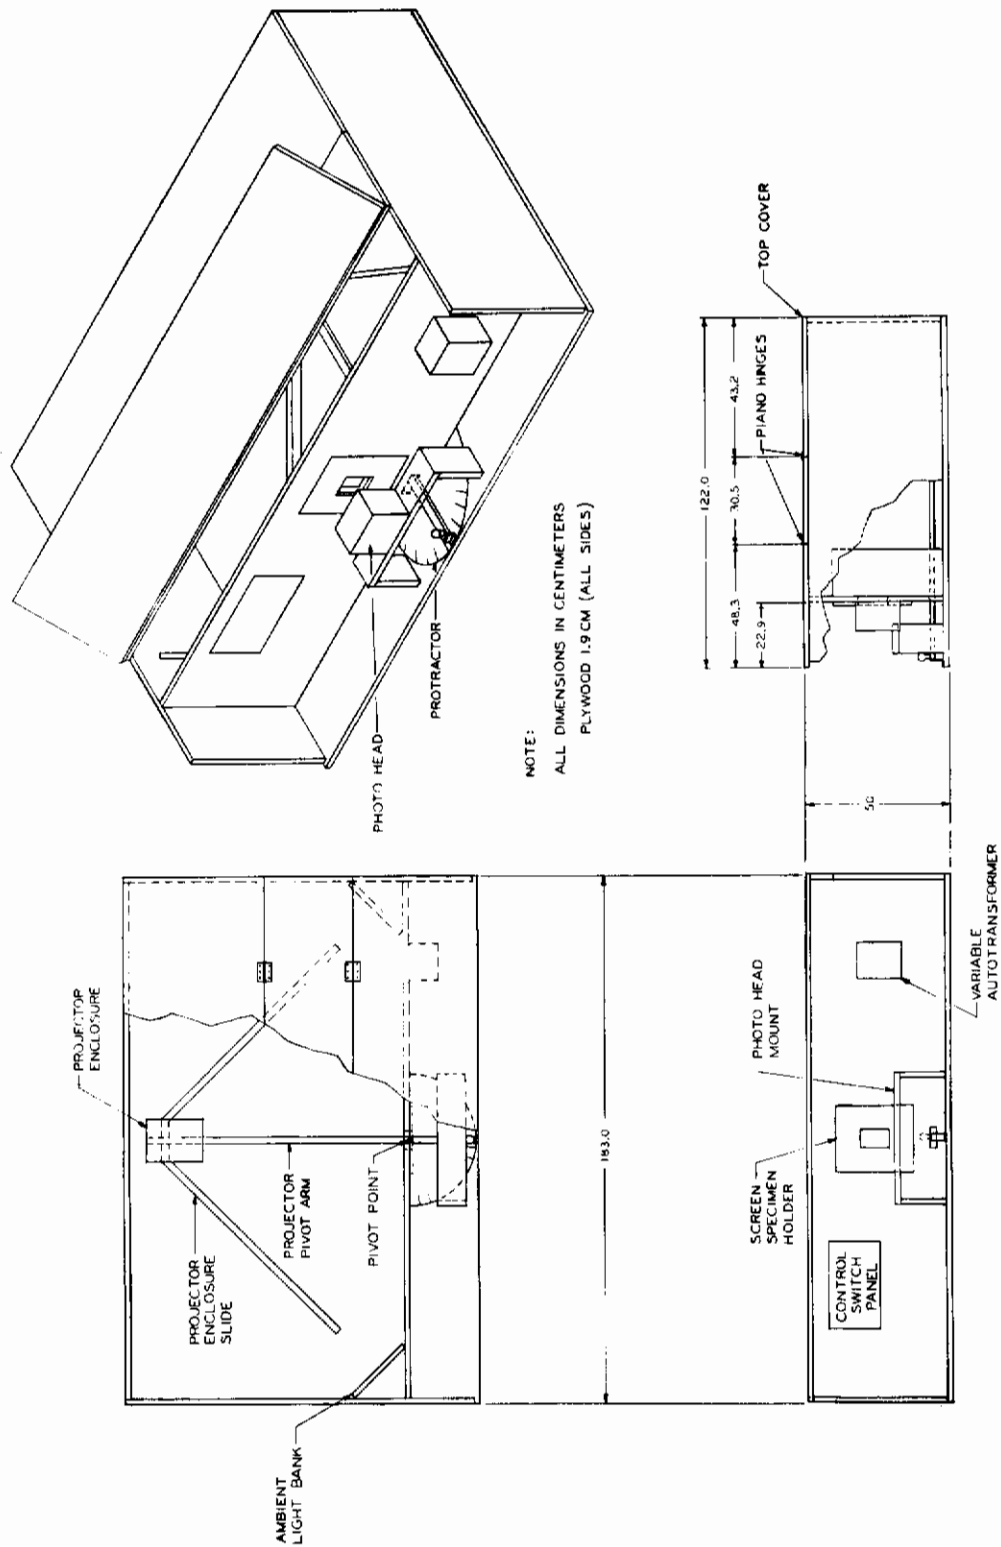 PROJECTOR
ENCLOSURE
PROJECTOR
ENCLOSURE
SLIDE
PROJECTOR
PIVOT ARM
PIVOT POINT
AMBIENT
LIGHT BANK
PHOTO HEAD
PROTRACTOR
NOTE:
ALL DIMENSIONS IN CENTIMETERS
PLYWOOD 1.9 CM (ALL SIDES)
183.0
SCREEN
SPECIMEN
HOLDER
PHOTO HEAD
MOUNT
CONTROL
SWITCH
PANEL
VARIABLE
AUTOTRANSFORMER
50
122.0
48.3
30.5
43.2
22.9
PIANO HINGES
TOP COVER